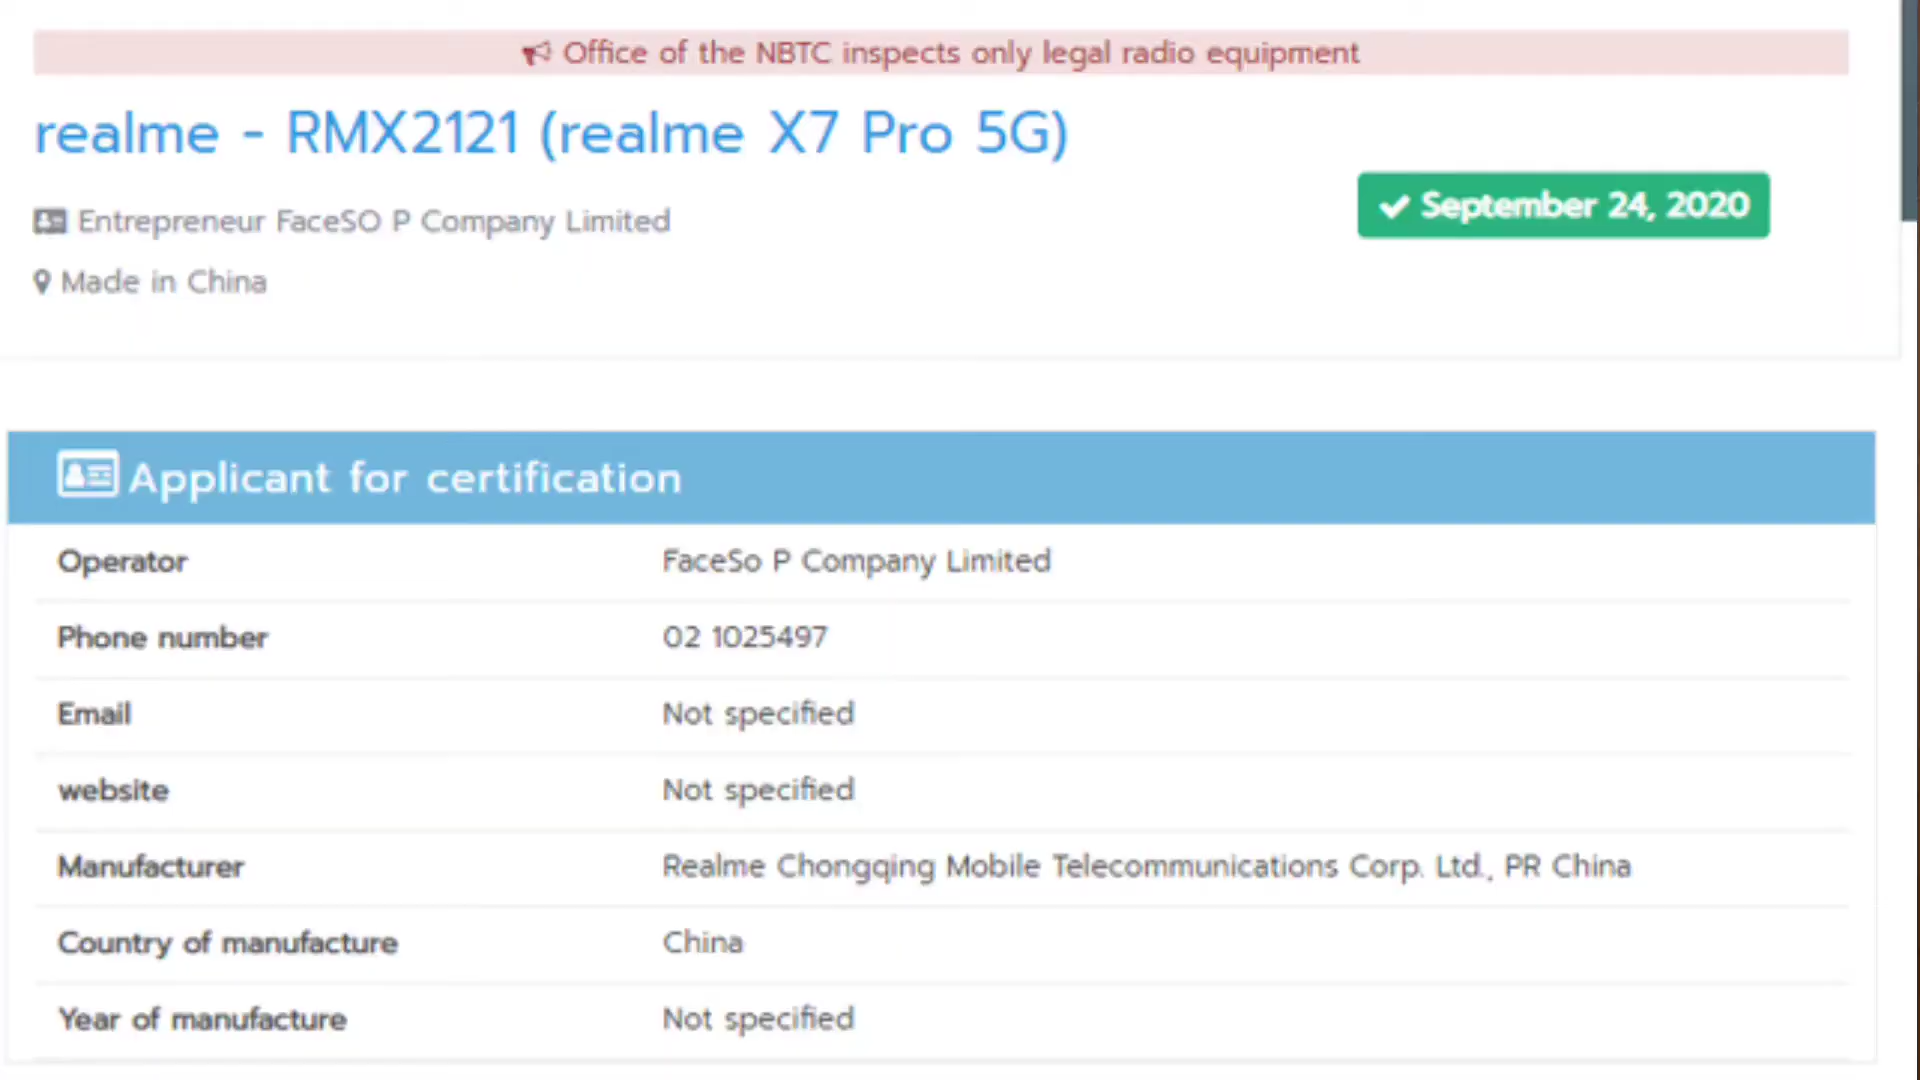 Office of the NBTC inspects only legal radio equipment
realme - RMX2121 (realme X7 Pro 5G)
September 24, 2020
Entrepreneur FaceSO P Company Limited
Made in China
Applicant for certification
Operator FaceSo P Company Limited
Phone number 02 1025497
Email Not specified
website Not specified
Manufacturer Realme Chongqing Mobile Telecommunications Corp. Ltd., PR China
Country of manufacture China
Year of manufacture Not specified